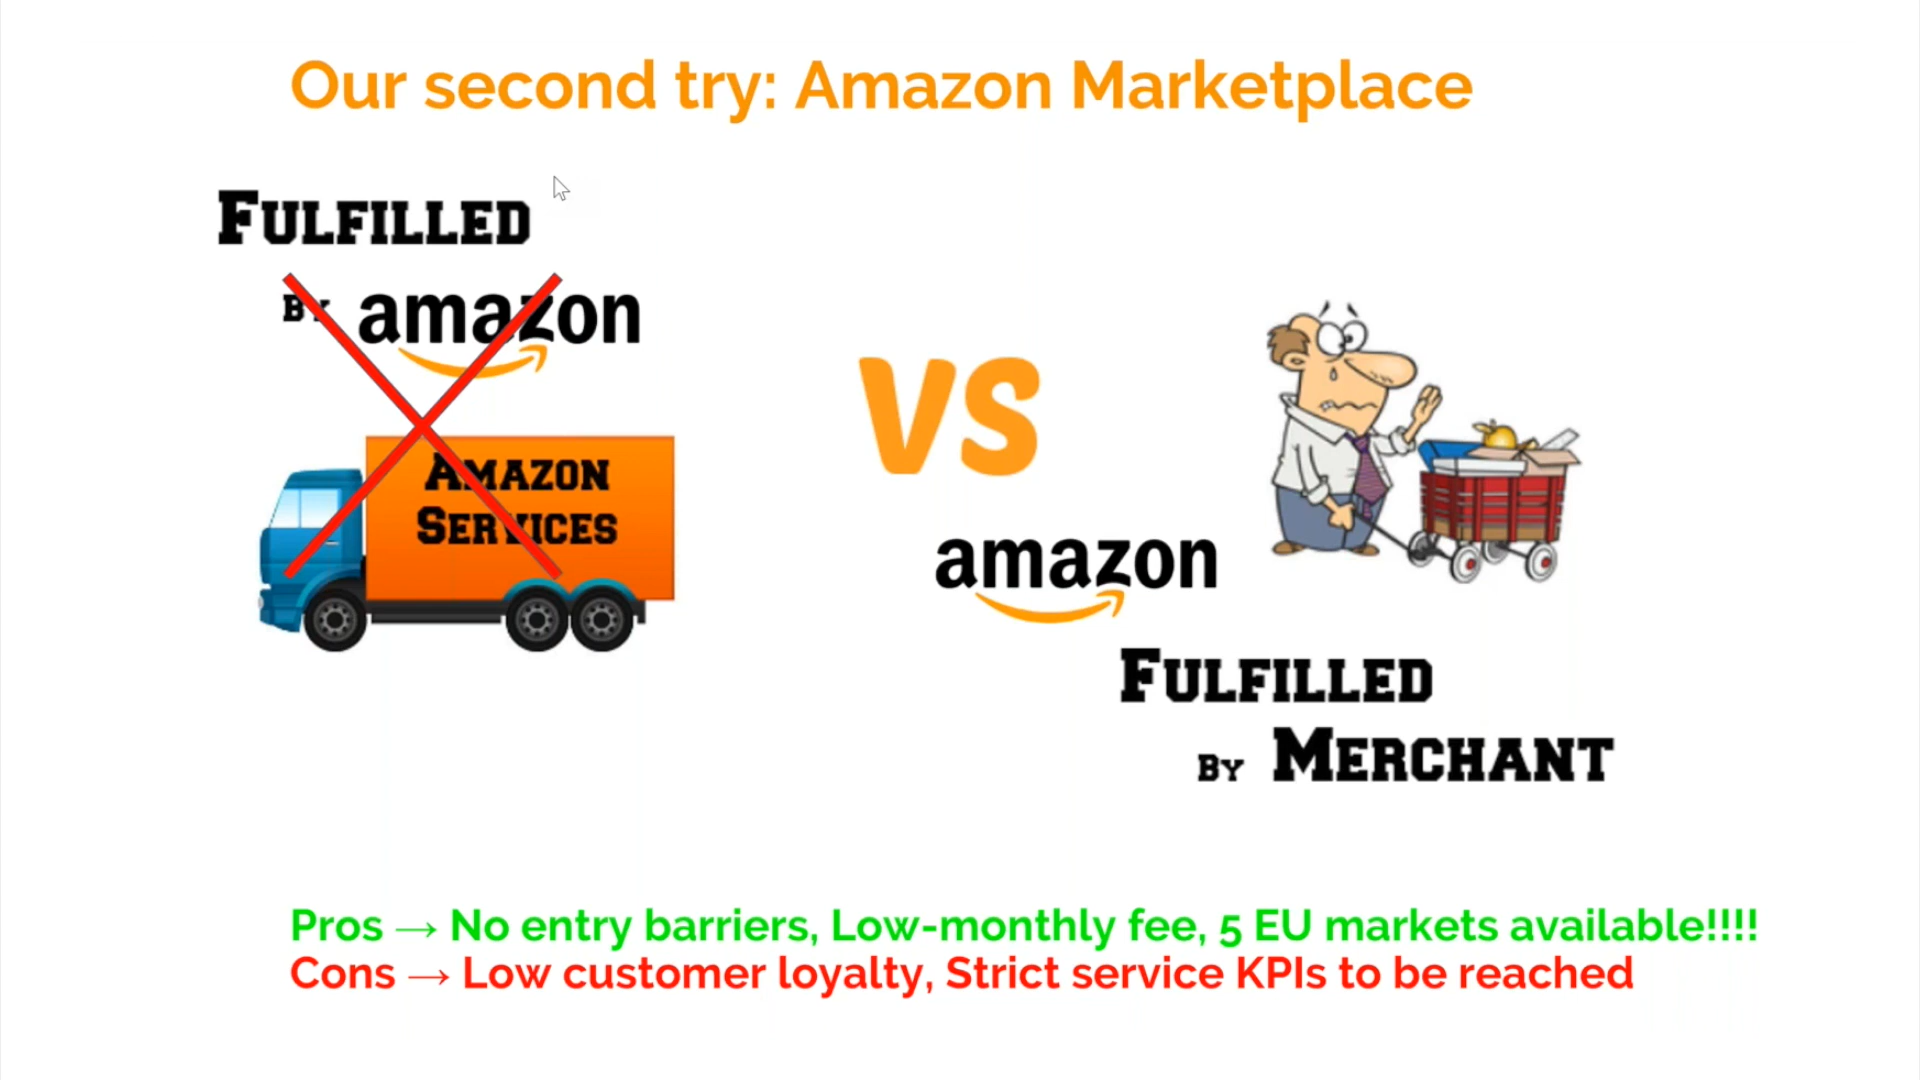 Our second try: Amazon Marketplace
FULFILLED
BY amazon
AMAZON
SERVICES
VS
amazon
FULFILLED
BY MERCHANT
Pros → No entry barriers, Low-monthly fee, 5 EU markets available!!!!
Cons → Low customer loyalty, Strict service KPIs to be reached